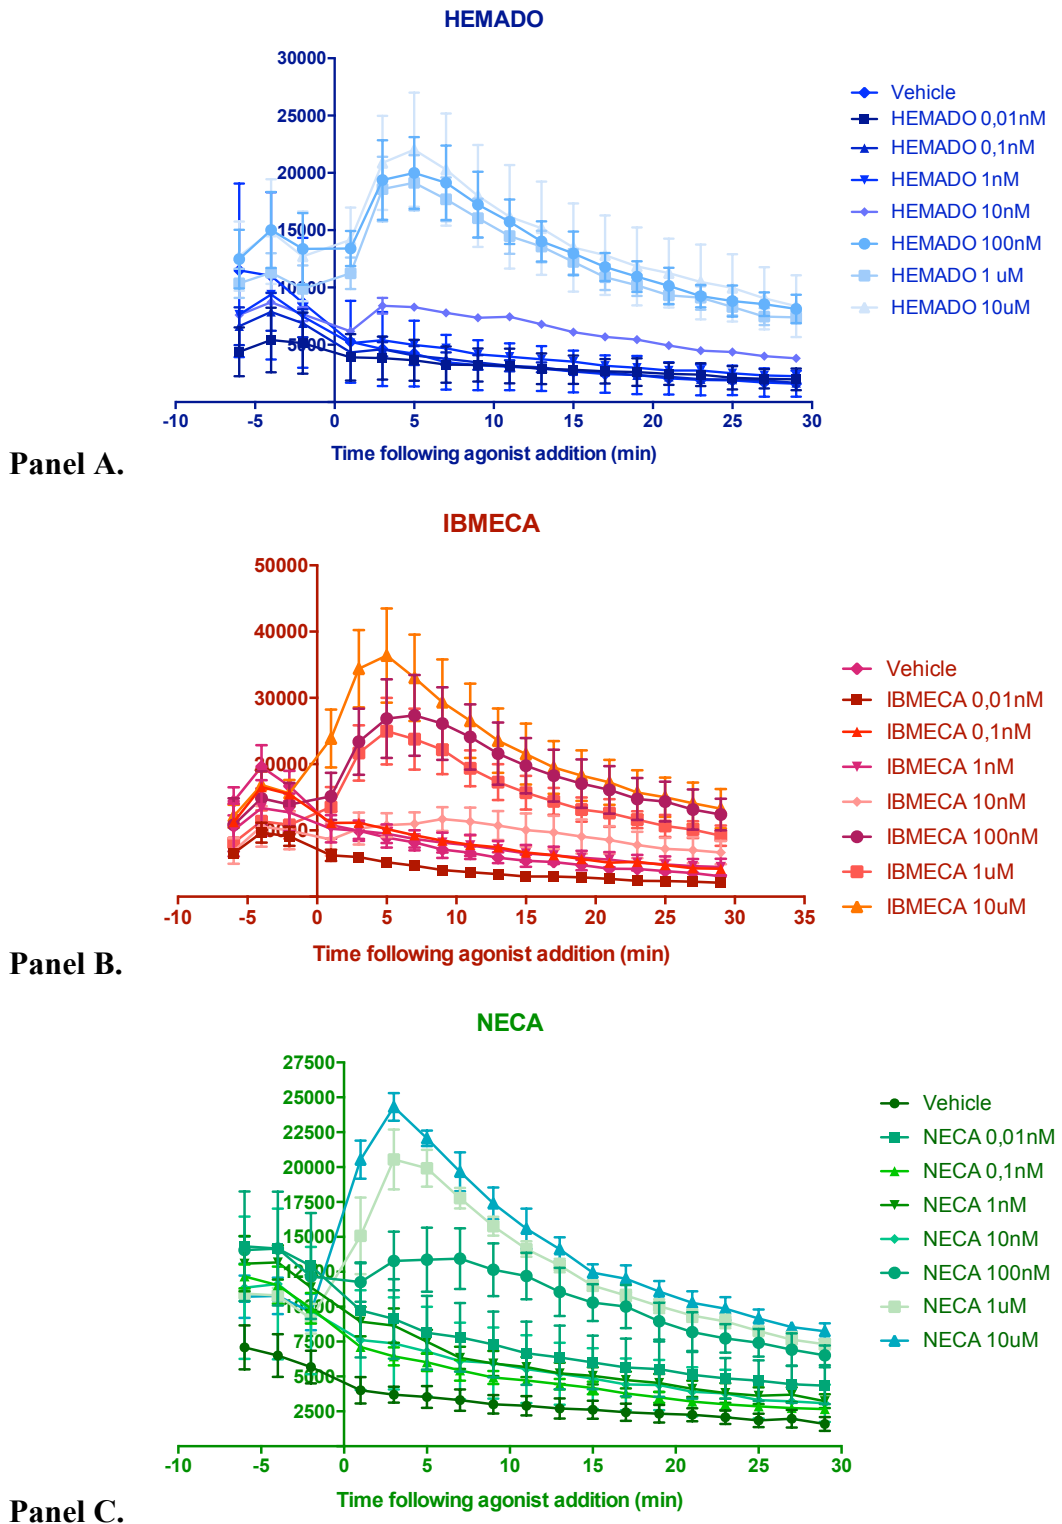 HEMADO
30000
25000
20000
15000
10000
5000
-10 -5 0 5 10 15 20 25 30
Time following agonist addition (min)
Vehicle
HEMADO 0,01nM
HEMADO 0,1nM
HEMADO 1nM
HEMADO 10nM
HEMADO 100nM
HEMADO 1 uM
HEMADO 10uM
Panel A.
IBMECA
50000
40000
30000
20000
10000
-10 -5 0 5 10 15 20 25 30 35
Time following agonist addition (min)
Vehicle
IBMECA 0,01nM
IBMECA 0,1nM
IBMECA 1nM
IBMECA 10nM
IBMECA 100nM
IBMECA 1uM
IBMECA 10uM
Panel B.
NECA
27500
25000
22500
20000
17500
15000
12500
10000
7500
5000
2500
-10 -5 0 5 10 15 20 25 30
Time following agonist addition (min)
Vehicle
NECA 0,01nM
NECA 0,1nM
NECA 1nM
NECA 10nM
NECA 100nM
NECA 1uM
NECA 10uM
Panel C.